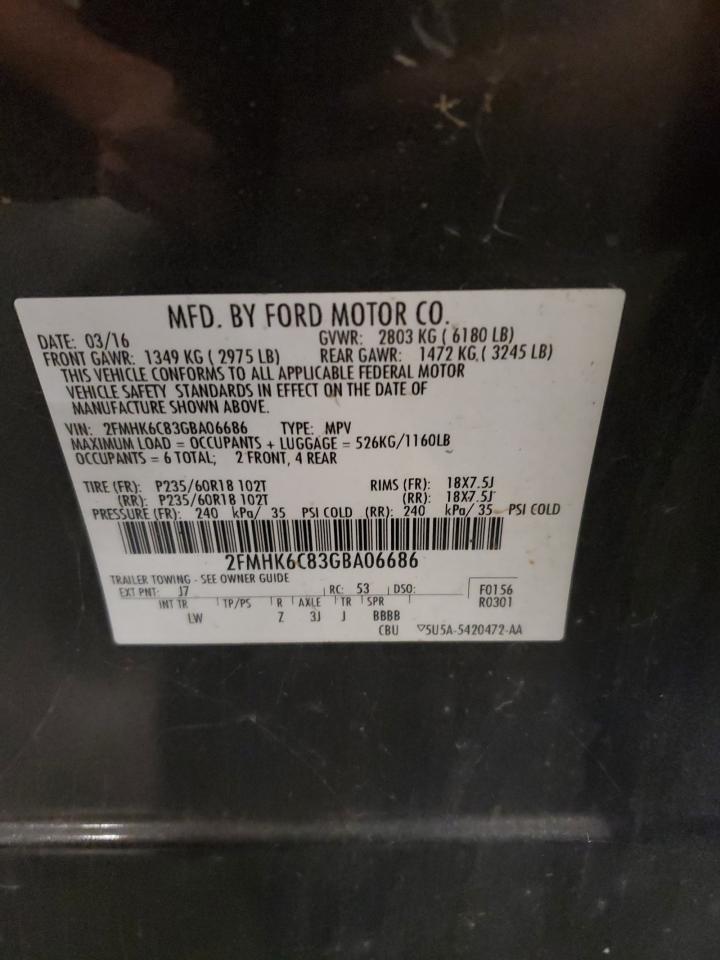 MFD. BY FORD MOTOR CO.
DATE: 03/16 GVWR: 2803 KG ( 6180 LB)
FRONT GAWR: 1349 KG ( 2975 LB) REAR GAWR: 1472 KG ( 3245 LB)
THIS VEHICLE CONFORMS TO ALL APPLICABLE FEDERAL MOTOR
VEHICLE SAFETY STANDARDS IN EFFECT ON THE DATE OF
MANUFACTURE SHOWN ABOVE.
VIN: 2FMHK6C83GBA06686 TYPE: MPV
MAXIMUM LOAD = OCCUPANTS + LUGGAGE = 526KG/1160LB
OCCUPANTS = 6 TOTAL; 2 FRONT, 4 REAR
TIRE (FR): P235/60R18 102T RIMS (FR): 18X7.5J
(RR): P235/60R18 102T (RR): 18X7.5J
PRESSURE (FR): 240 kPa/ 35 PSI COLD (RR): 240 kPa/ 35 PSI COLD
2FMHK6C83GBA06686
TRAILER TOWING - SEE OWNER GUIDE
EXT PNT: J7 RC: 53 DSO: F0156
INT TR TP/PS R AXLE TR SPR R0301
LW Z 3J J BBBB
CBU 5U5A-5420472-AA